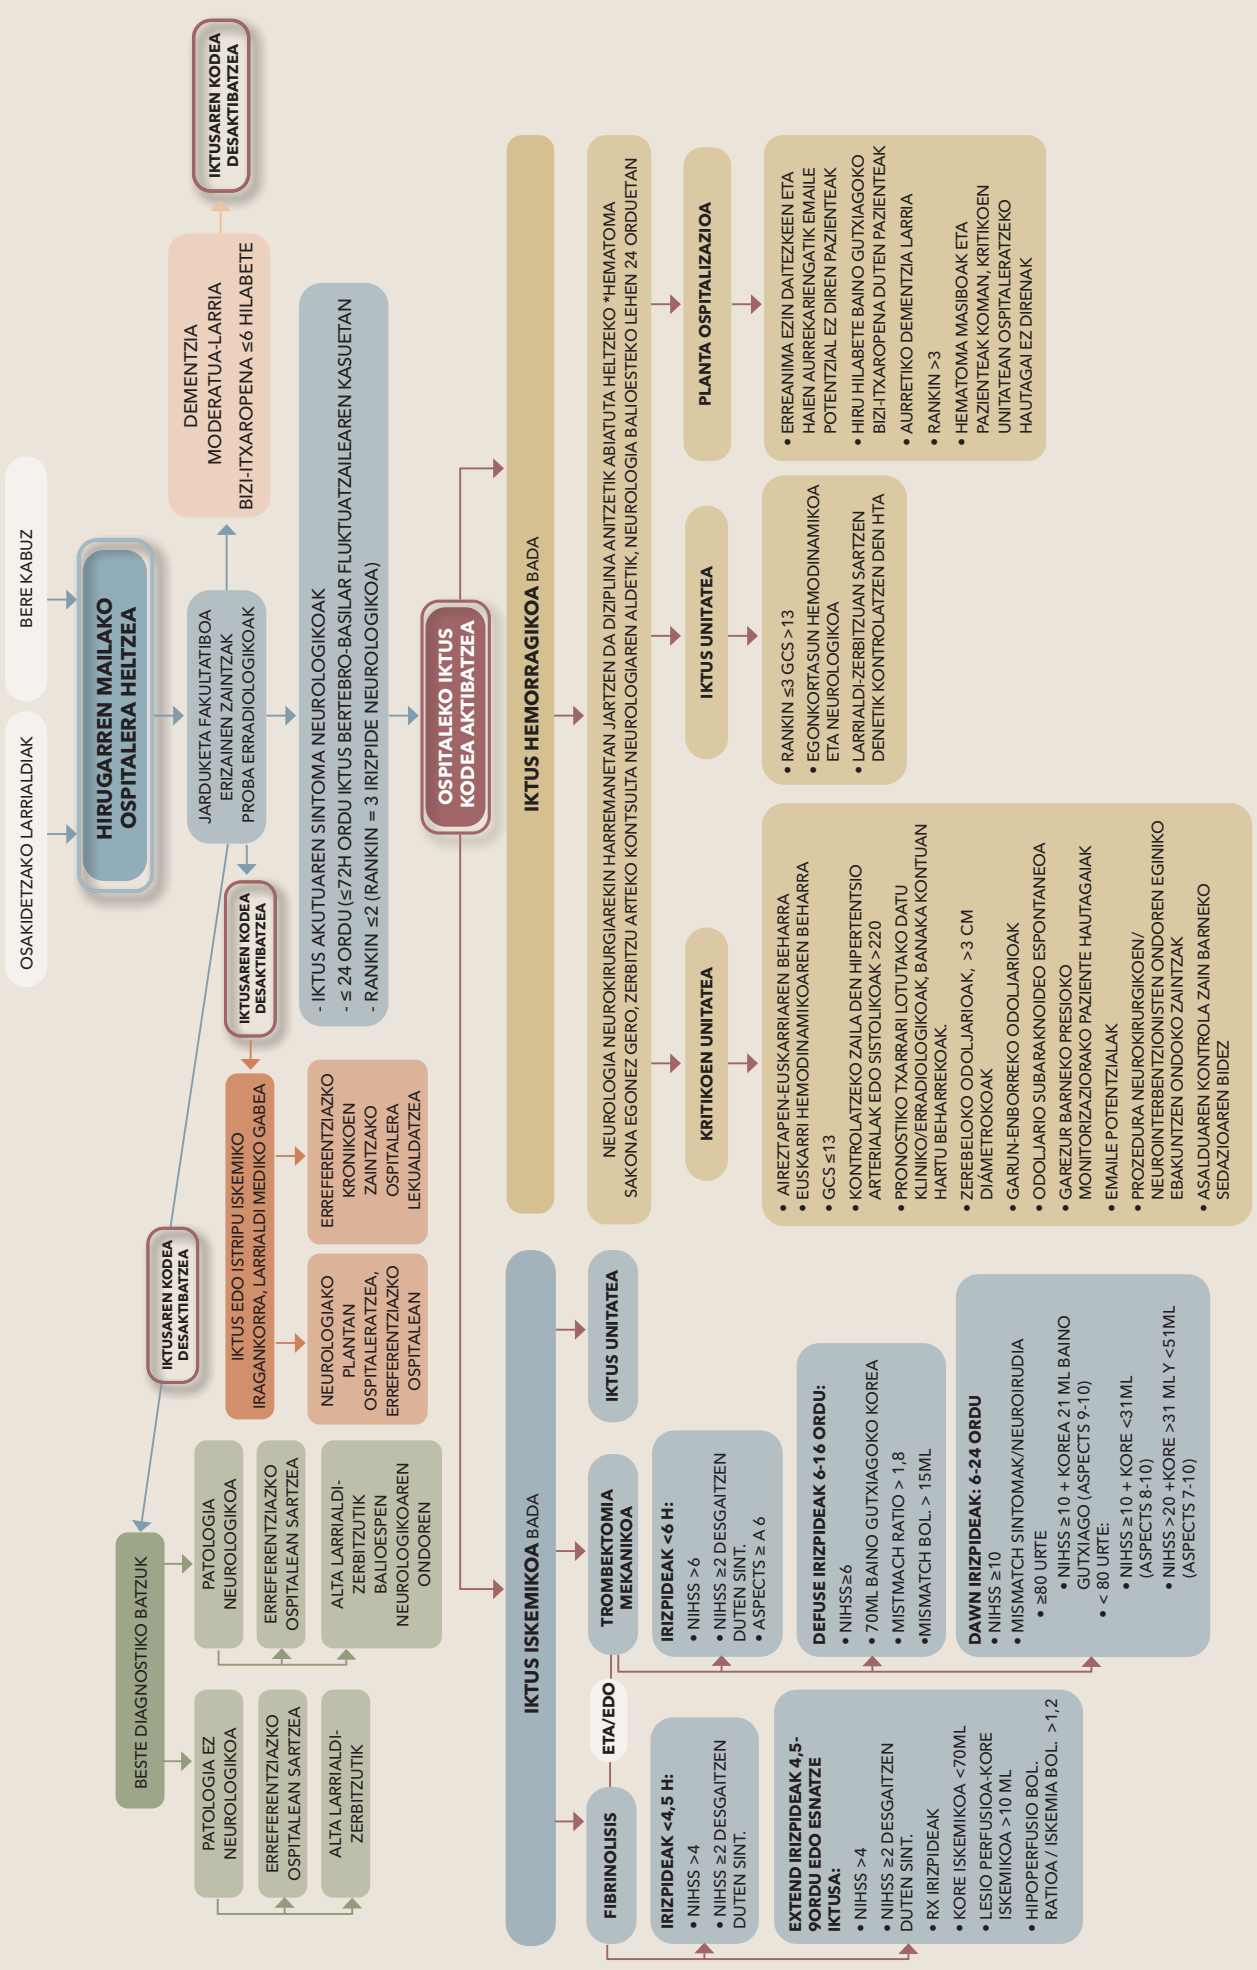 OSAKIDETZAKO LARRIALDIAK
BERE KABUZ
HIRUGARREN MAILAKO
OSPITALERA HELTZEA
JARDUKETA FAKULTATIBOA
ERIZAINEN ZAINTZAK
PROBA ERRADIOLOGIKOAK
DEMENTZIA
MODERATUA-LARRIA
BIZI-ITXAROPENA ≤6 HILABETE
IKTUSAREN KODEA
DESAKTIBATZEA
IKTUSAREN KODEA
DESAKTIBATZEA
IKTUSAREN KODEA
DESAKTIBATZEA
BESTE DIAGNOSTIKO BATZUK
PATOLOGIA EZ
NEUROLOGIKOA
ERREFERENTZIAZKO
OSPITALEAN SARTZEA
ALTA LARRIALDI-
ZERBITZUTIK
PATOLOGIA
NEUROLOGIKOA
ERREFERENTZIAZKO
OSPITALEAN SARTZEA
ALTA LARRIALDI-
ZERBITZUTIK
BALIOESPEN
NEUROLOGIKOAREN
ONDOREN
IKTUS EDO ISTRIPU ISKEMIKO
IRAGANKORRA, LARRIALDI MEDIKO GABEA
NEUROLOGIAKO
PLANTAN
OSPITALERATZEA,
ERREFERENTZIAZKO
OSPITALEAN
ERREFERENTZIAZKO
KRONIKOEN
ZAINTZAKO
OSPITALERA
LEKUALDATZEA
- IKTUS AKUTUAREN SINTOMA NEUROLOGIKOAK
- ≤ 24 ORDU (≤72H ORDU IKTUS BERTEBRO-BASILAR FLUKTUATZAILEAREN KASUETAN
- RANKIN ≤2 (RANKIN = 3 IRIZPIDE NEUROLOGIKOA)
OSPITALEKO IKTUS
KODEA AKTIBATZEA
IKTUS ISKEMIKOA BADA
FIBRINOLISIS
ETA/EDO
TROMBEKTOMIA
MEKANIKOA
IKTUS UNITATEA
IRIZPIDEAK <4,5 H:
• NIHSS >4
• NIHSS ≥2 DESGAITZEN
DUTEN SINT.
EXTEND IRIZPIDEAK 4,5-
9ORDU EDO ESNATZE
IKTUSA:
• NIHSS >4
• NIHSS ≥2 DESGAITZEN
DUTEN SINT.
• RX IRIZPIDEAK
• KORE ISKEMIKOA <70ML
• LESIO PERFUSIOA-KORE
ISKEMIKOA >10 ML
• HIPOPERFUSIO BOL.
RATIOA / ISKEMIA BOL. >1,2
IRIZPIDEAK <6 H:
• NIHSS >6
• NIHSS ≥2 DESGAITZEN
DUTEN SINT.
• ASPECTS ≥ A 6
DEFUSE IRIZPIDEAK 6-16 ORDU:
• NIHSS≥6
• 70ML BAINO GUTXIAGOKO KOREA
• MISTMACH RATIO > 1,8
•MISMATCH BOL. > 15ML
DAWN IRIZPIDEAK: 6-24 ORDU
• NIHSS ≥10
• MISMATCH SINTOMAK/NEUROIRUDIA
• ≥80 URTE
• NIHSS ≥10 + KOREA 21 ML BAINO
GUTXIAGO (ASPECTS 9-10)
• < 80 URTE:
• NIHSS ≥10 + KORE <31ML
(ASPECTS 8-10)
• NIHSS >20 +KORE >31 ML Y <51ML
(ASPECTS 7-10)
IKTUS HEMORRAGIKOA BADA
NEUROLOGIA NEUROKIRURGIAREKIN HARREMANETAN JARTZEN DA DIZIPLINA ANITZETIK ABIATUTA HELTZEKO *HEMATOMA
SAKONA EGONEZ GERO, ZERBITZU ARTEKO KONTSULTA NEUROLOGIAREN ALDETIK, NEUROLOGIA BALIOESTEKO LEHEN 24 ORDUETAN
KRITIKOEN UNITATEA
• AIREZTAPEN-EUSKARRIAREN BEHARRA
• EUSKARRI HEMODINAMIKOAREN BEHARRA
• GCS ≤13
• KONTROLATZEKO ZAILA DEN HIPERTENTSIO
ARTERIALAK EDO SISTOLIKOAK >220
• PRONOSTIKO TXARRARI LOTUTAKO DATU
KLINIKO/ERRADIOLOGIKOAK, BANAKA KONTUAN
HARTU BEHARREKOAK.
• ZEREBELOKO ODOLJARIOAK, >3 CM
DIÁMETROKOAK
• GARUN-ENBORREKO ODOLJARIOAK
• ODOLJARIO SUBARAKNOIDEO ESPONTANEOA
• GAREZUR BARNEKO PRESIOKO
MONITORIZAZIORAKO PAZIENTE HAUTAGAIAK
• EMAILE POTENTZIALAK
• PROZEDURA NEUROKIRURGIKOEN/
NEUROINTERBENTZIONISTEN ONDOREN EGINIKO
EBAKUNTZEN ONDOKO ZAINTZAK
• ASALDUAREN KONTROLA ZAIN BARNEKO
SEDAZIOAREN BIDEZ
IKTUS UNITATEA
• RANKIN ≤3 GCS >13
• EGONKORTASUN HEMODINAMIKOA
ETA NEUROLOGIKOA
• LARRIALDI-ZERBITZUAN SARTZEN
DENETIK KONTROLATZEN DEN HTA
PLANTA OSPITALIZAZIOA
• ERREANIMA EZIN DAITEZKEEN ETA
HAIEN AURREKARIENGATIK EMAILE
POTENTZIAL EZ DIREN PAZIENTEAK
• HIRU HILABETE BAINO GUTXIAGOKO
BIZI-ITXAROPENA DUTEN PAZIENTEAK
• AURRETIKO DEMENTZIA LARRIA
• RANKIN >3
• HEMATOMA MASIBOAK ETA
PAZIENTEAK KOMAN, KRITIKOEN
UNITATEAN OSPITALERATZEKO
HAUTAGAI EZ DIRENAK